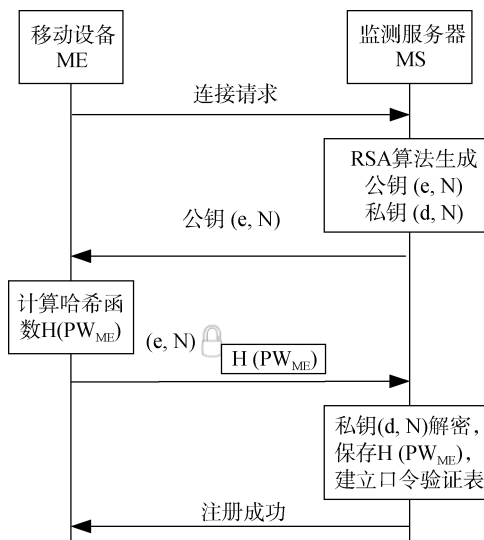 移动设备
ME
监测服务器
MS
连接请求
RSA算法生成
公钥 (e, N)
私钥 (d, N)
公钥 (e, N)
计算哈希函
数H(PW_ME)
(e, N)
H (PW_ME)
私钥(d, N)解密，
保存H (PW_ME)，
建立口令验证表
注册成功